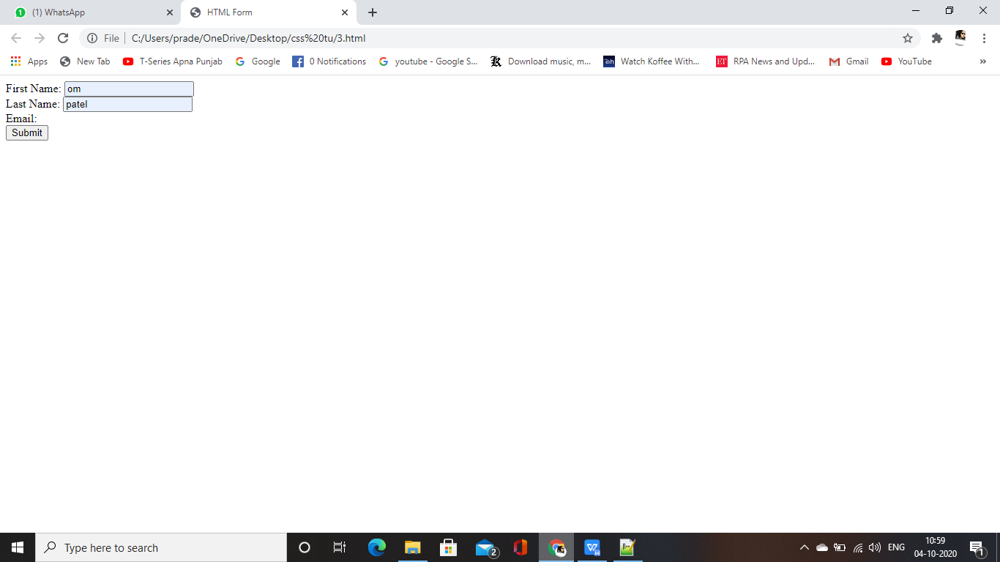 (1) WhatsApp
HTML Form
File
C:/Users/prade/OneDrive/Desktop/css%20tu/3.html
Apps
New Tab
T-Series Apna Punjab
Google
0 Notifications
youtube - Google S...
Download music, m...
Watch Koffee With...
RPA News and Upd...
Gmail
YouTube
»
First Name: om
Last Name: patel
Email:
Submit
Type here to search
2
ENG
10:59
04-10-2020
1